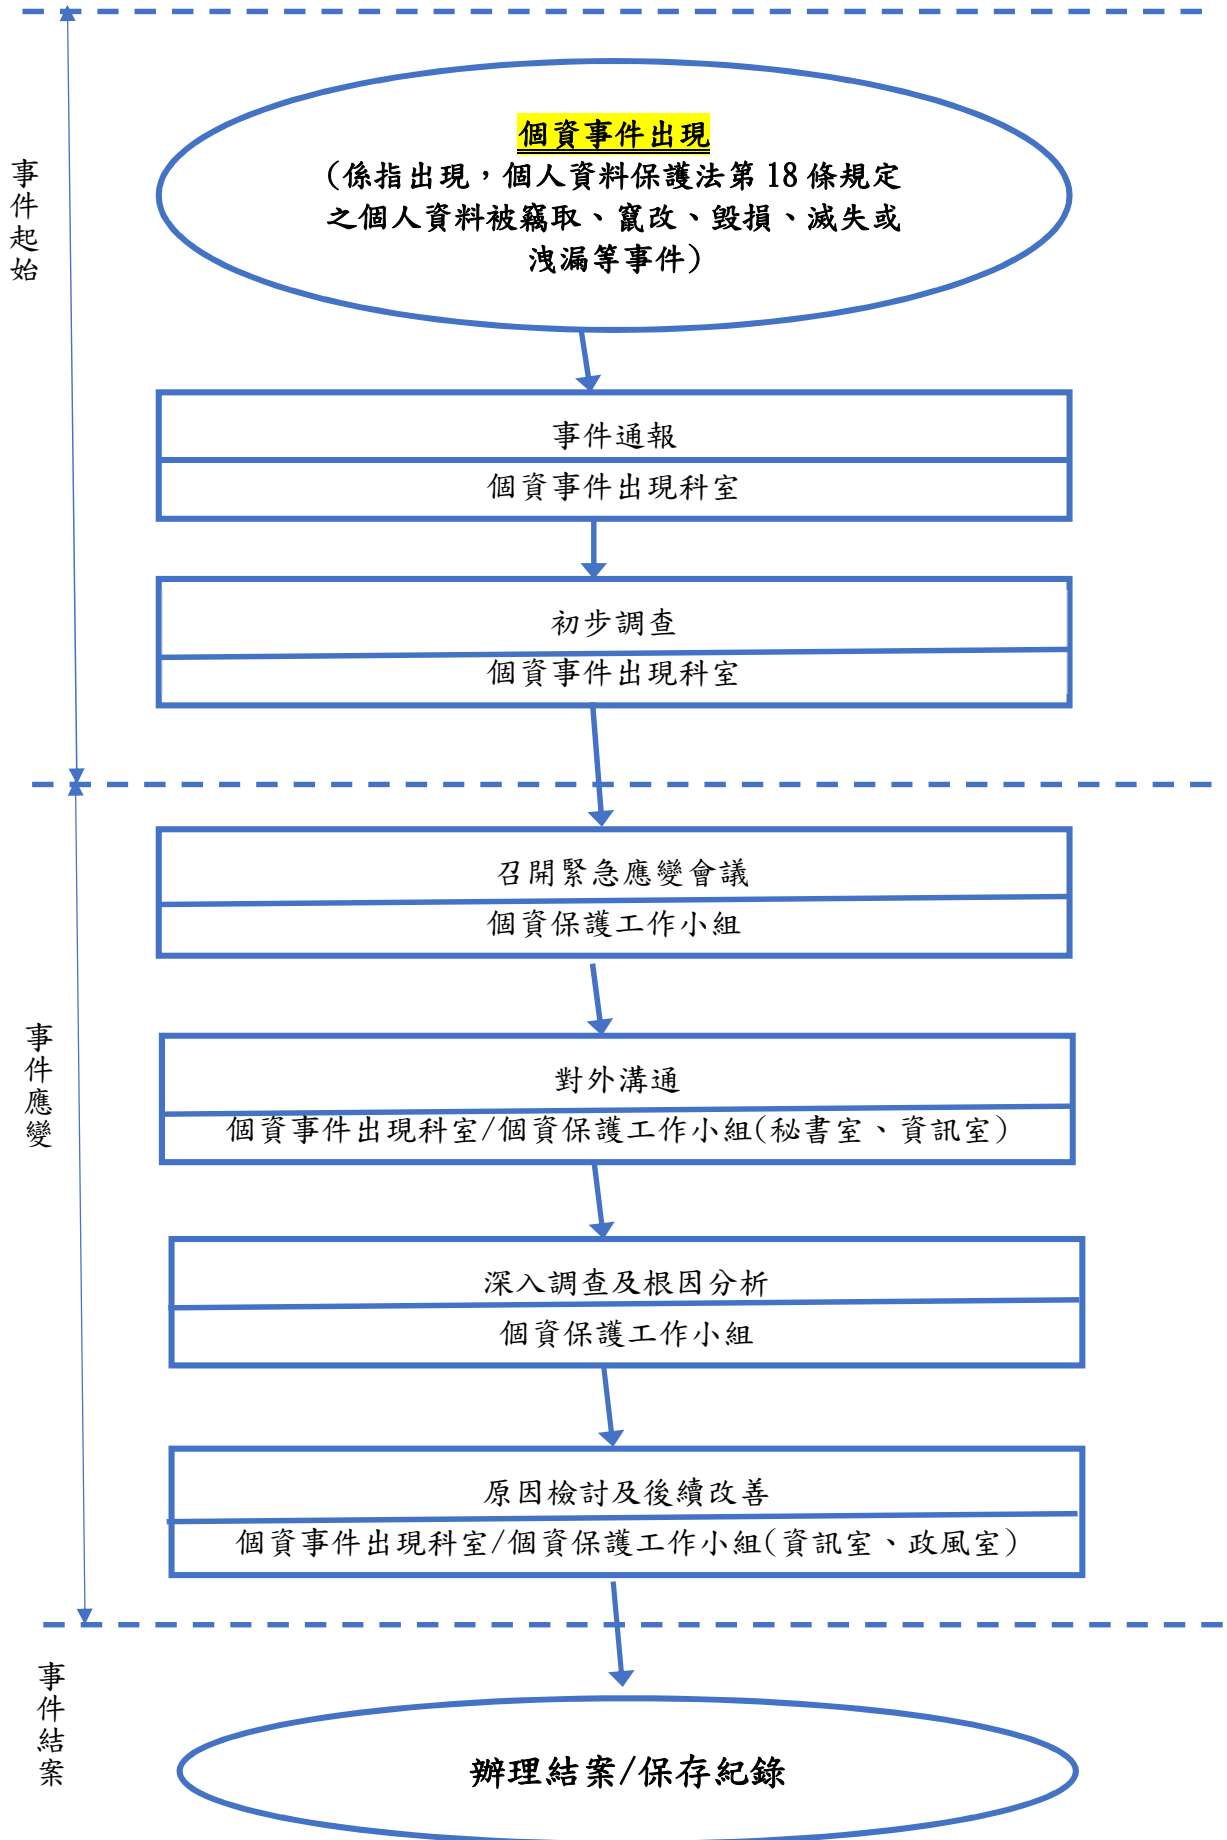 事件起始
個資事件出現
(係指出現,個人資料保護法第 18 條規定
之個人資料被竊取、竄改、毀損、滅失或
洩漏等事件)
事件通報
個資事件出現科室
初步調查
個資事件出現科室
事件應變
召開緊急應變會議
個資保護工作小組
對外溝通
個資事件出現科室/個資保護工作小組(秘書室、資訊室)
深入調查及根因分析
個資保護工作小組
原因檢討及後續改善
個資事件出現科室/個資保護工作小組(資訊室、政風室)
事件結案
辦理結案/保存紀錄